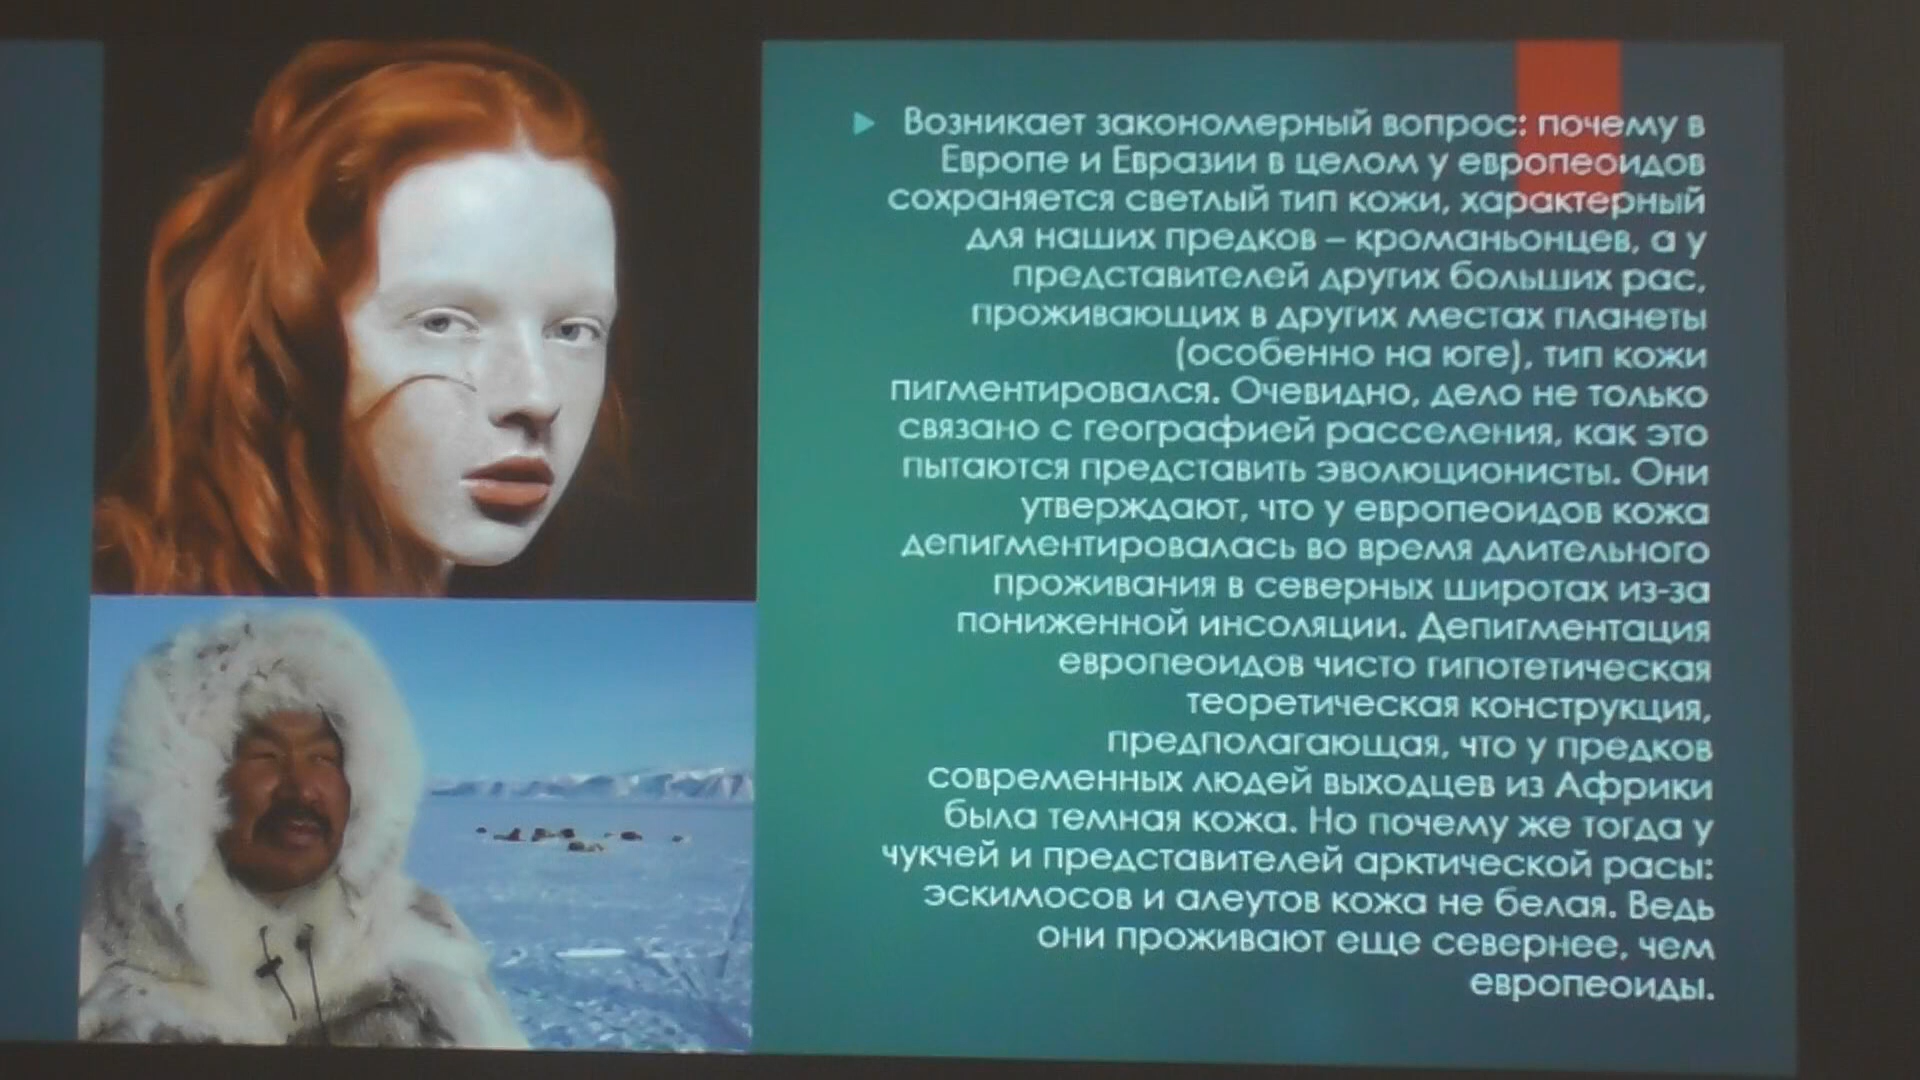 Возникает закономерный вопрос: почему в
Европе и Евразии в целом у европеоидов
сохраняется светлый тип кожи, характерный
для наших предков – кроманьонцев, а у
представителей других больших рас,
проживающих в других местах планеты
(особенно на юге), тип кожи
пигментировался. Очевидно, дело не только
связано с географией расселения, как это
пытаются представить эволюционисты. Они
утверждают, что у европеоидов кожа
депигментировалась во время длительного
проживания в северных широтах из-за
пониженной инсоляции. Депигментация
европеоидов чисто гипотетическая
теоретическая конструкция,
предполагающая, что у предков
современных людей выходцев из Африки
была темная кожа. Но почему же тогда у
чукчей и представителей арктической расы:
эскимосов и алеутов кожа не белая. Ведь
они проживают еще севернее, чем
европеоиды.